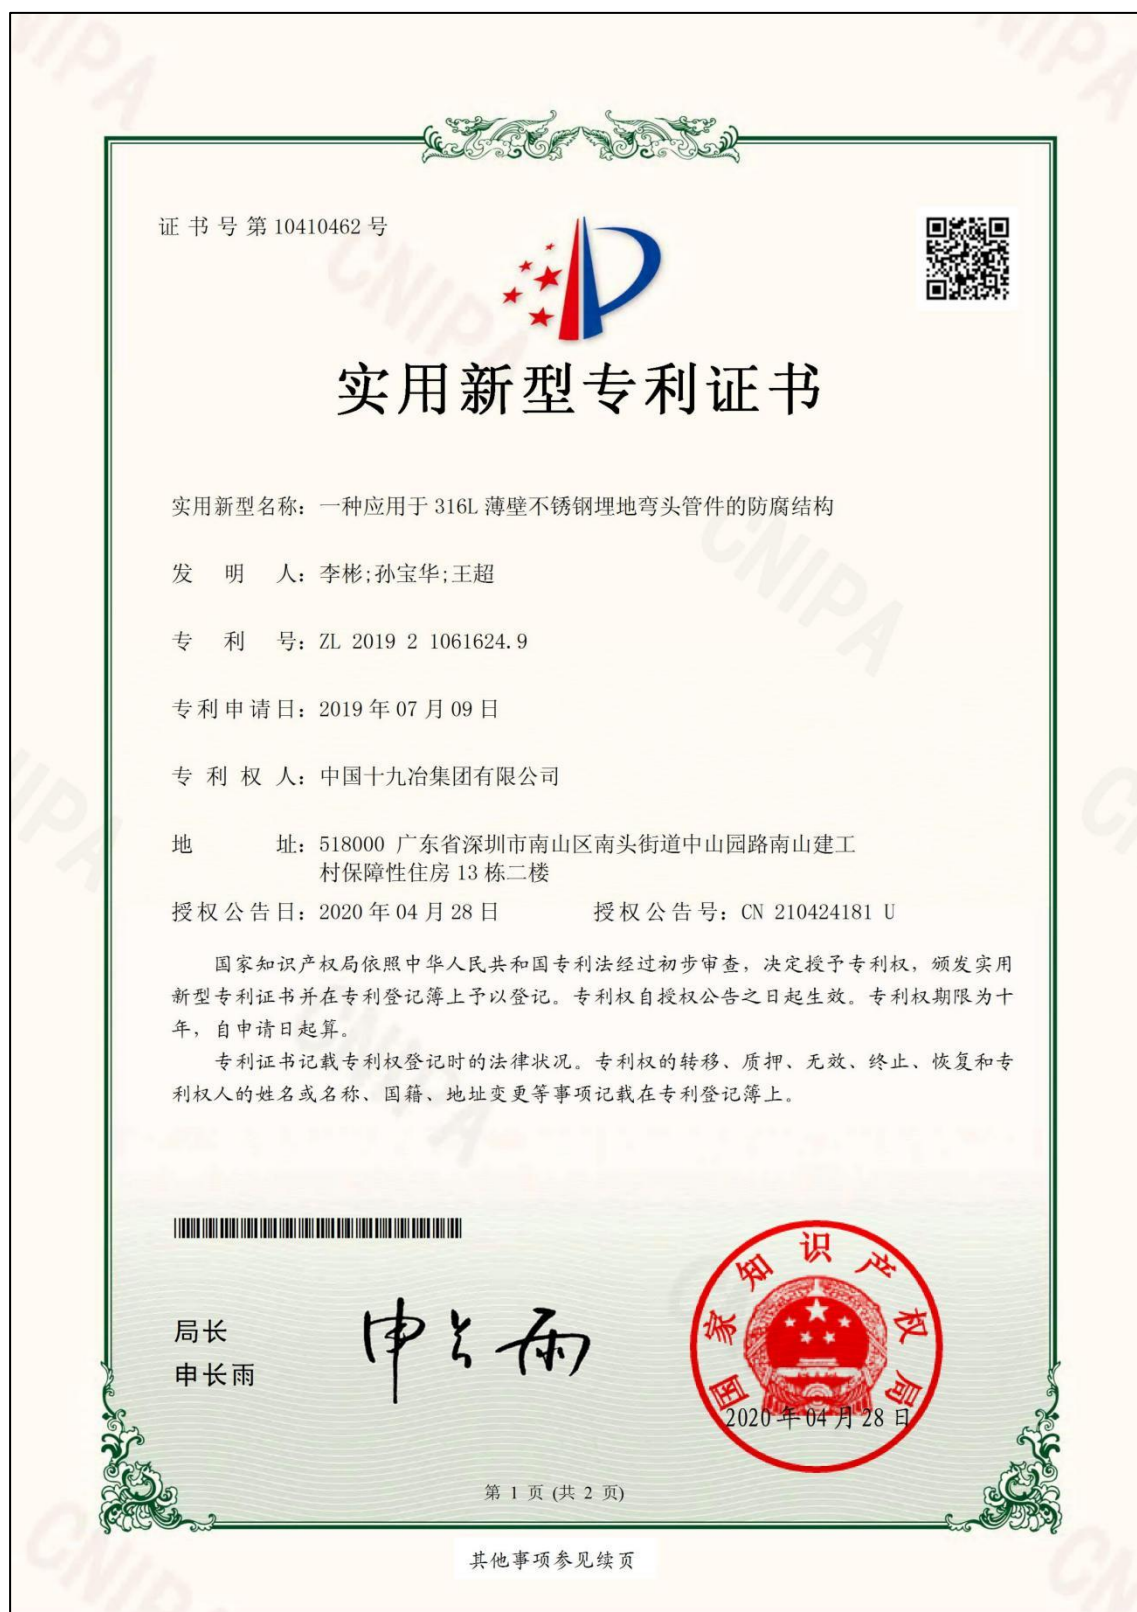 证书号第10410462号
实用新型专利证书
实用新型名称：一种应用于316L薄壁不锈钢埋地弯头管件的防腐结构
发明人：李彬;孙宝华;王超
专利号：ZL 2019 2 1061624.9
专利申请日：2019年07月09日
专利权人：中国十九冶集团有限公司
地址：518000 广东省深圳市南山区南头街道中山园路南山建工
村保障性住房13栋二楼
授权公告日：2020年04月28日 授权公告号：CN 210424181 U
国家知识产权局依照中华人民共和国专利法经过初步审查，决定授予专利权，颁发实用
新型专利证书并在专利登记簿上予以登记。专利权自授权公告之日起生效。专利权期限为十
年，自申请日起算。
专利证书记载专利权登记时的法律状况。专利权的转移、质押、无效、终止、恢复和专
利权人的姓名或名称、国籍、地址变更等事项记载在专利登记簿上。
局长
申长雨
申长雨
国家知识产权局
2020年04月28日
第 1 页 (共 2 页)
其他事项参见续页
CNIPA
CNIPA
CNIPA
CNIPA
CNIPA
CNIPA